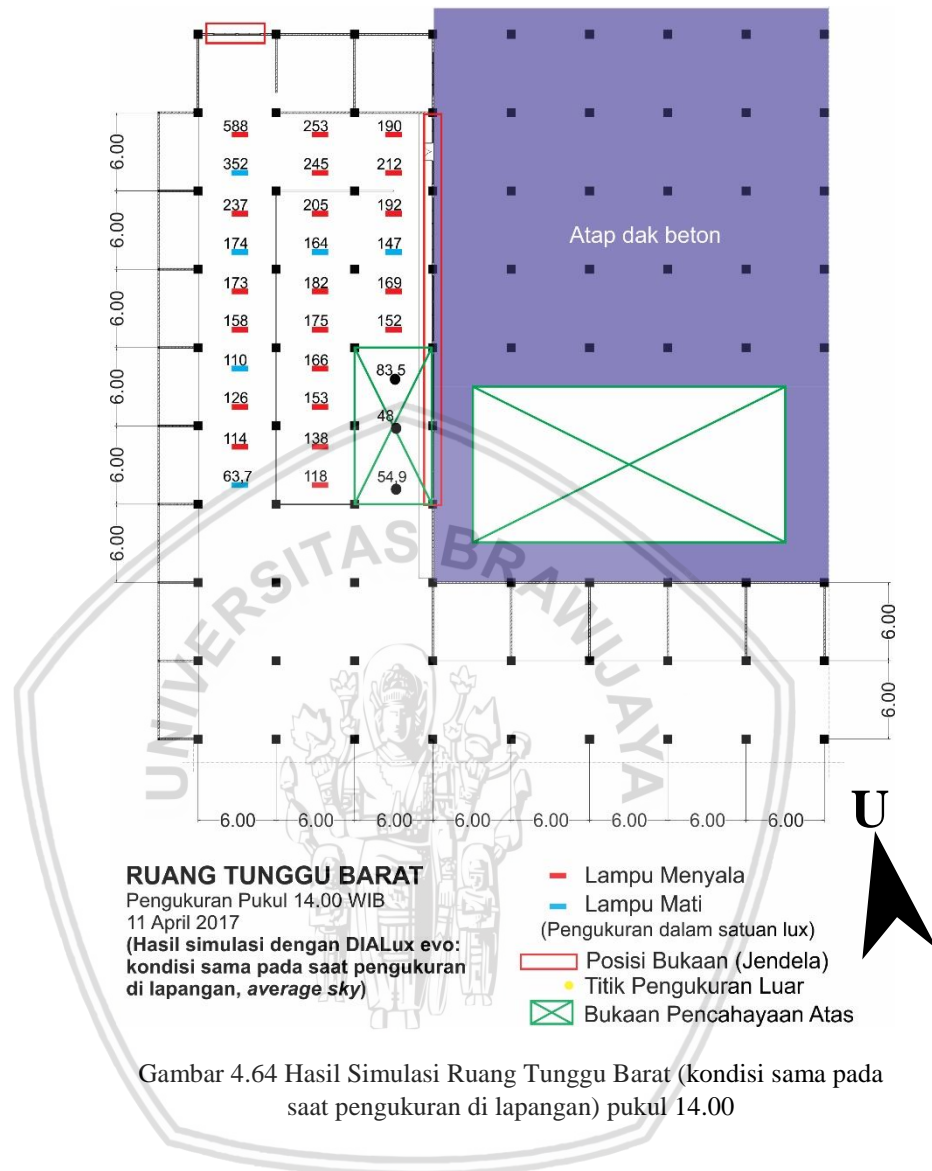 588 253 190
6.00
352 245 212
237 205 192
6.00
Atap dak beton
174 164 147
173 182 169
6.00
158 175 152
110 166 83,5
6.00
126 153
48
114 138
6.00
63,7 118 54,9
6.00
UNIVERSITAS BRAWIJAYA
6.00
6.00
6.00 6.00 6.00 6.00 6.00 6.00 6.00 6.00
U
RUANG TUNGGU BARAT
Pengukuran Pukul 14.00 WIB
11 April 2017
(Hasil simulasi dengan DIALux evo:
kondisi sama pada saat pengukuran
di lapangan, average sky)
Lampu Menyala
Lampu Mati
(Pengukuran dalam satuan lux)
Posisi Bukaan (Jendela)
Titik Pengukuran Luar
Bukaan Pencahayaan Atas
Gambar 4.64 Hasil Simulasi Ruang Tunggu Barat (kondisi sama pada
saat pengukuran di lapangan) pukul 14.00